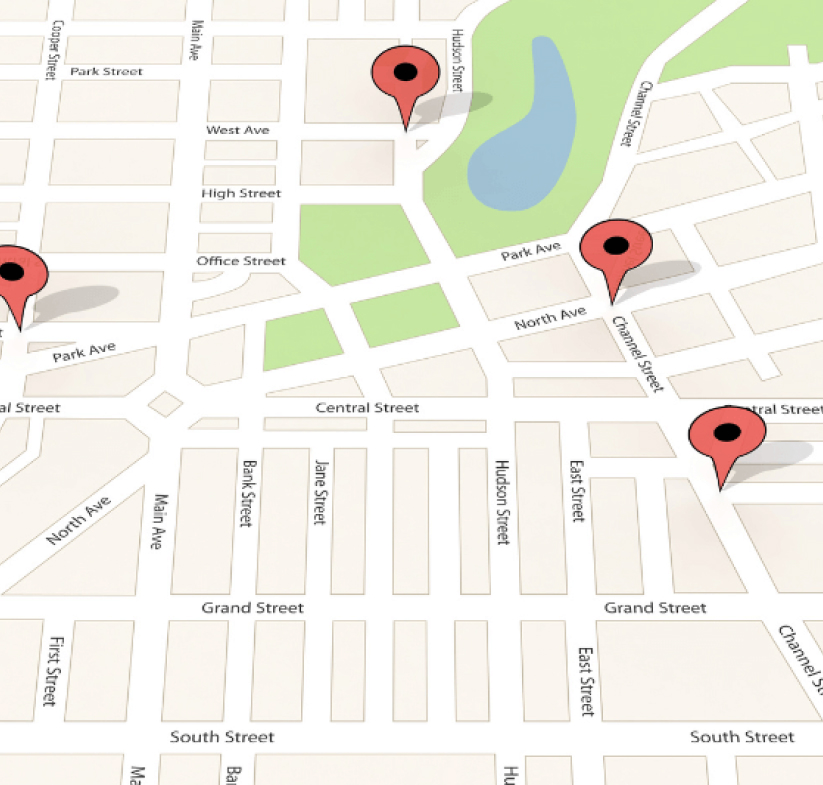 Copper Street
Main Ave
Hudson Street
Park Street
Channel Street
West Ave
High Street
Park Ave
Office Street
North Ave
Channel Street
t
Park Ave
al Street
Central Street
tral Street
Bank Street
Jane Street
Hudson Street
East Street
Main Ave
North Ave
Grand Street
Grand Street
Channel St
First Street
East Street
South Street
South Street
Ma
Ba
Hu